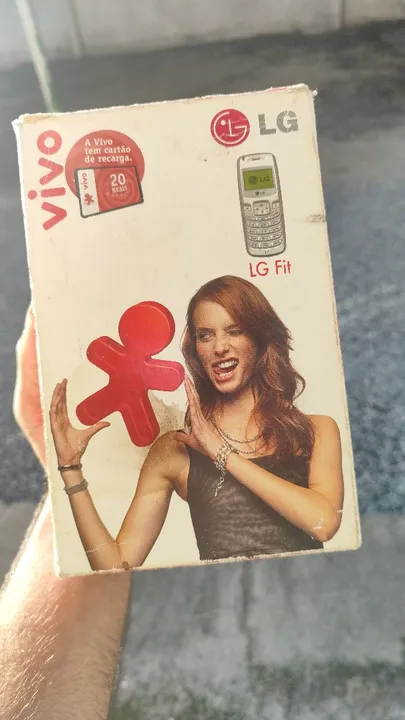 vivo
A Vivo
tem cartão
de recarga.
vivo
20
REAIS
LG
LG
LG Fit